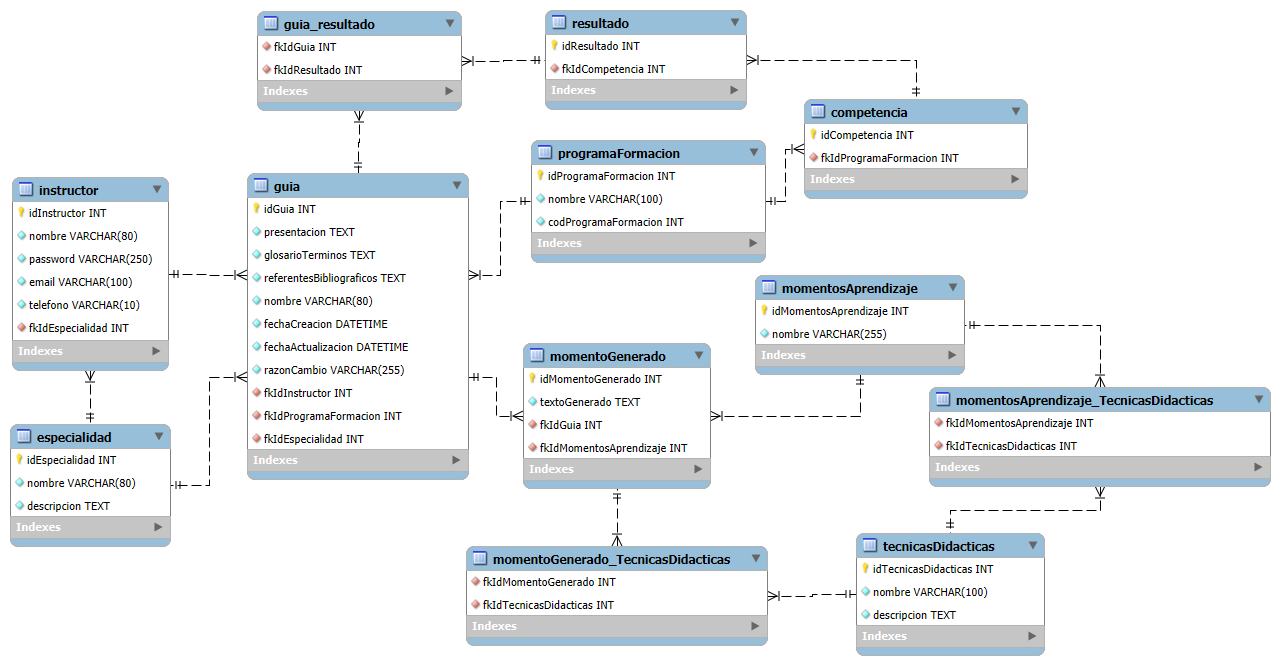 guia_resultado
fkIdGuia INT
fkIdResultado INT
Indexes
resultado
idResultado INT
fkIdCompetencia INT
Indexes
competencia
idCompetencia INT
fkIdProgramaFormacion INT
Indexes
programaFormacion
idProgramaFormacion INT
nombre VARCHAR(100)
codProgramaFormacion INT
Indexes
instructor
idInstructor INT
nombre VARCHAR(80)
password VARCHAR(250)
email VARCHAR(100)
telefono VARCHAR(10)
fkIdEspecialidad INT
Indexes
guia
idGuia INT
presentacion TEXT
glosarioTerminos TEXT
referentesBibliograficos TEXT
nombre VARCHAR(80)
fechaCreacion DATETIME
fechaActualizacion DATETIME
razonCambio VARCHAR(255)
fkIdInstructor INT
fkIdProgramaFormacion INT
fkIdEspecialidad INT
Indexes
momentosAprendizaje
idMomentosAprendizaje INT
nombre VARCHAR(255)
Indexes
momentoGenerado
idMomentoGenerado INT
textoGenerado TEXT
fkIdGuia INT
fkIdMomentosAprendizaje INT
Indexes
momentosAprendizaje_TecnicasDidacticas
fkIdMomentosAprendizaje INT
fkIdTecnicasDidacticas INT
Indexes
especialidad
idEspecialidad INT
nombre VARCHAR(80)
descripcion TEXT
Indexes
momentoGenerado_TecnicasDidacticas
fkIdMomentoGenerado INT
fkIdTecnicasDidacticas INT
Indexes
tecnicasDidacticas
idTecnicasDidacticas INT
nombre VARCHAR(100)
descripcion TEXT
Indexes